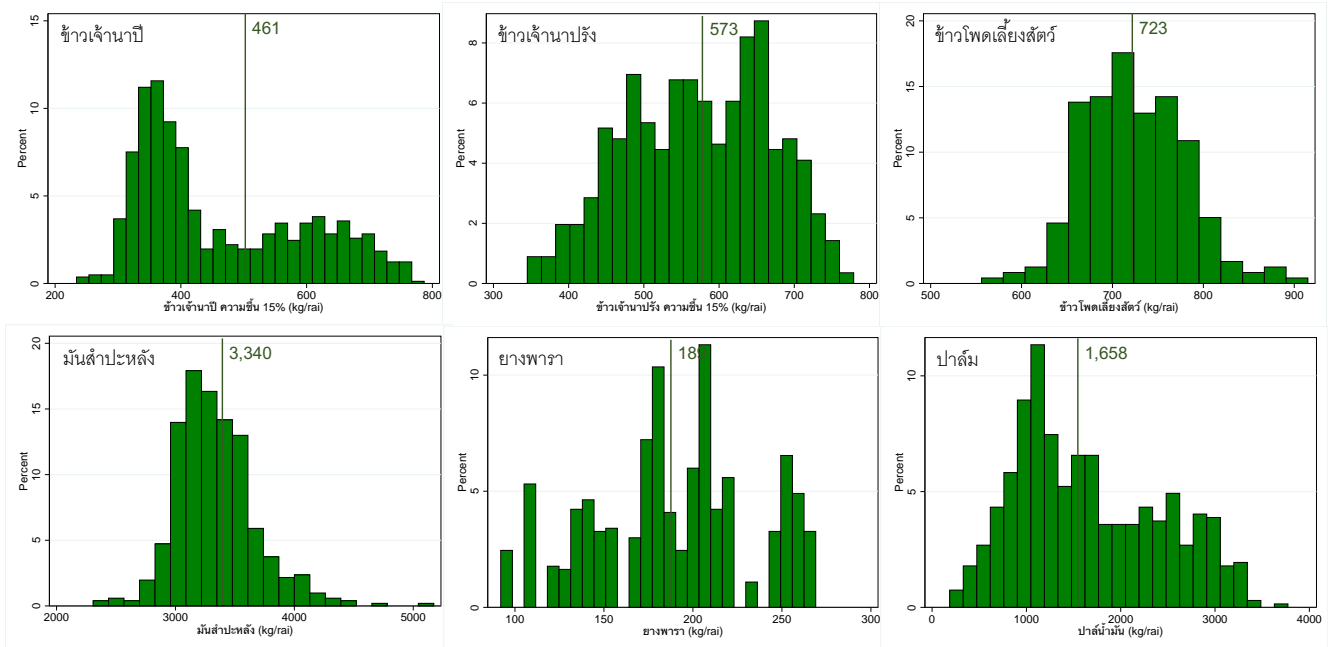 ข้าวเจ้านาปี
461
Percent
0 5 10 15
200 400 600 800
ข้าวเจ้านาปี ความชื้น 15% (kg/rai)
ข้าวเจ้านาปรัง
573
Percent
0 2 4 6 8
300 400 500 600 700 800
ข้าวเจ้านาปรัง ความชื้น 15% (kg/rai)
ข้าวโพดเลี้ยงสัตว์
723
Percent
0 5 10 15 20
500 600 700 800 900
ข้าวโพดเลี้ยงสัตว์ (kg/rai)
มันสำปะหลัง
3,340
Percent
0 5 10 15 20
2000 3000 4000 5000
มันสำปะหลัง (kg/rai)
ยางพารา
Percent
0 5 10
100 150 200 250 300
ยางพารา (kg/rai)
ปาล์ม
1,658
Percent
0 5 10
0 1000 2000 3000 4000
ปาล์น้ำมัน (kg/rai)